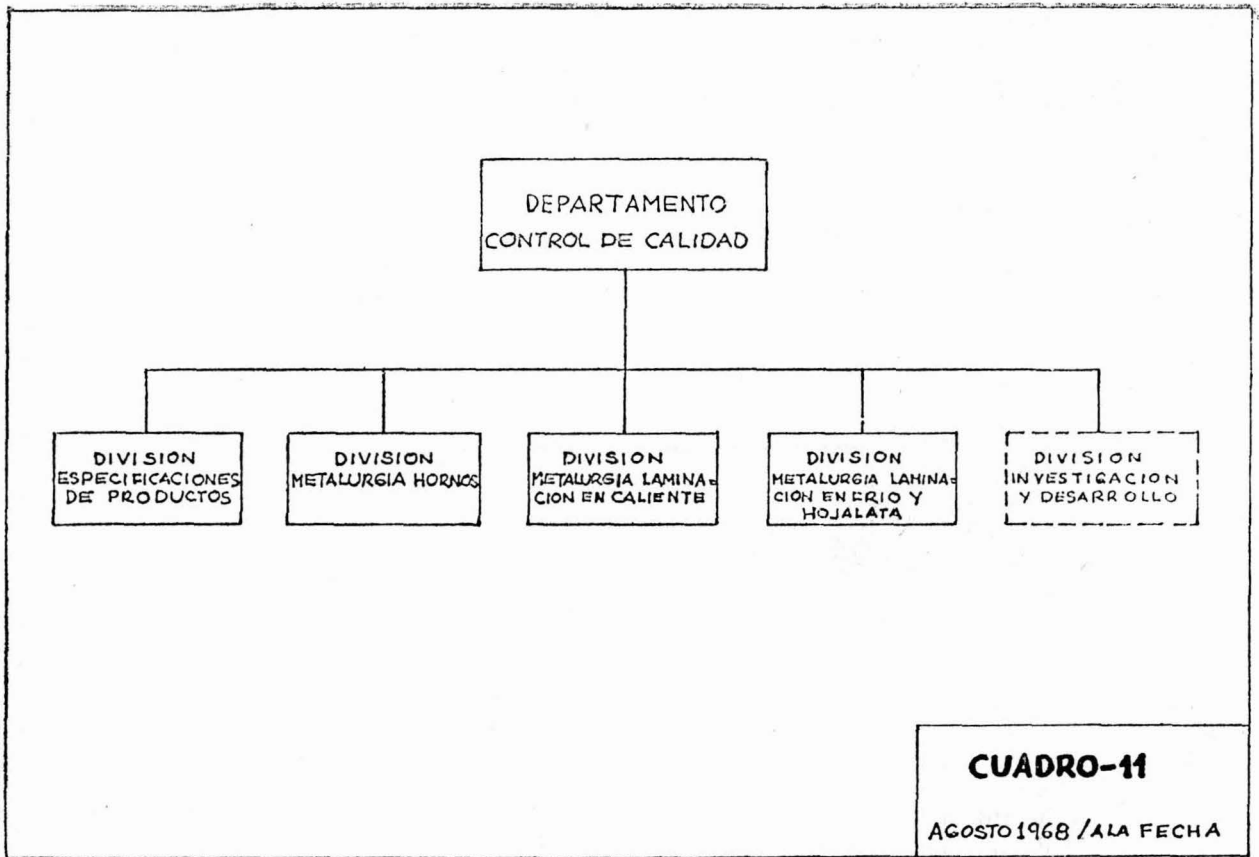 DEPARTAMENTO
CONTROL DE CALIDAD
DIVISION
ESPECIFICACIONES
DE PRODUCTOS
DIVISION
METALURGIA HORNOS
DIVISION
METALURGIA LAMINA=
CION EN CALIENTE
DIVISION
METALURGIA LAMINA=
CION EN FRIO Y
HOJALATA
DIVISION
INVESTIGACION
Y DESARROLLO
CUADRO-11
AGOSTO 1968 / A LA FECHA